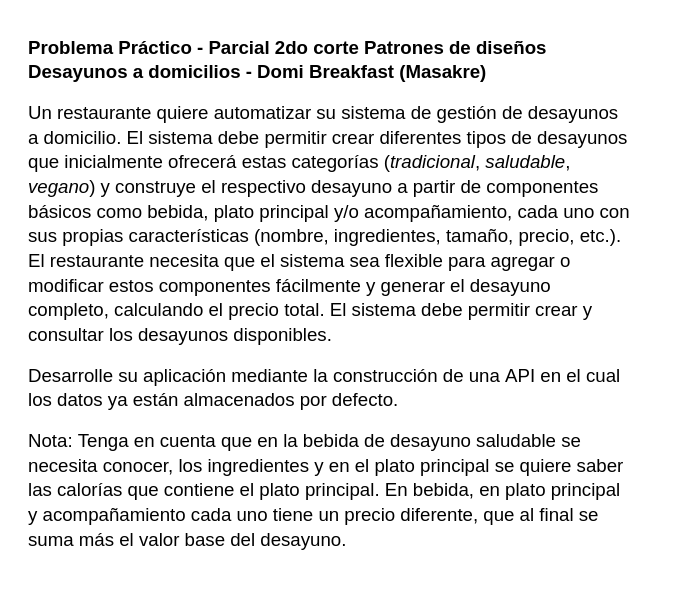 Problema Práctico - Parcial 2do corte Patrones de diseños
Desayunos a domicilios - Domi Breakfast (Masakre)
Un restaurante quiere automatizar su sistema de gestión de desayunos
a domicilio. El sistema debe permitir crear diferentes tipos de desayunos
que inicialmente ofrecerá estas categorías (tradicional, saludable,
vegano) y construye el respectivo desayuno a partir de componentes
básicos como bebida, plato principal y/o acompañamiento, cada uno con
sus propias características (nombre, ingredientes, tamaño, precio, etc.).
El restaurante necesita que el sistema sea flexible para agregar o
modificar estos componentes fácilmente y generar el desayuno
completo, calculando el precio total. El sistema debe permitir crear y
consultar los desayunos disponibles.
Desarrolle su aplicación mediante la construcción de una API en el cual
los datos ya están almacenados por defecto.
Nota: Tenga en cuenta que en la bebida de desayuno saludable se
necesita conocer, los ingredientes y en el plato principal se quiere saber
las calorías que contiene el plato principal. En bebida, en plato principal
y acompañamiento cada uno tiene un precio diferente, que al final se
suma más el valor base del desayuno.